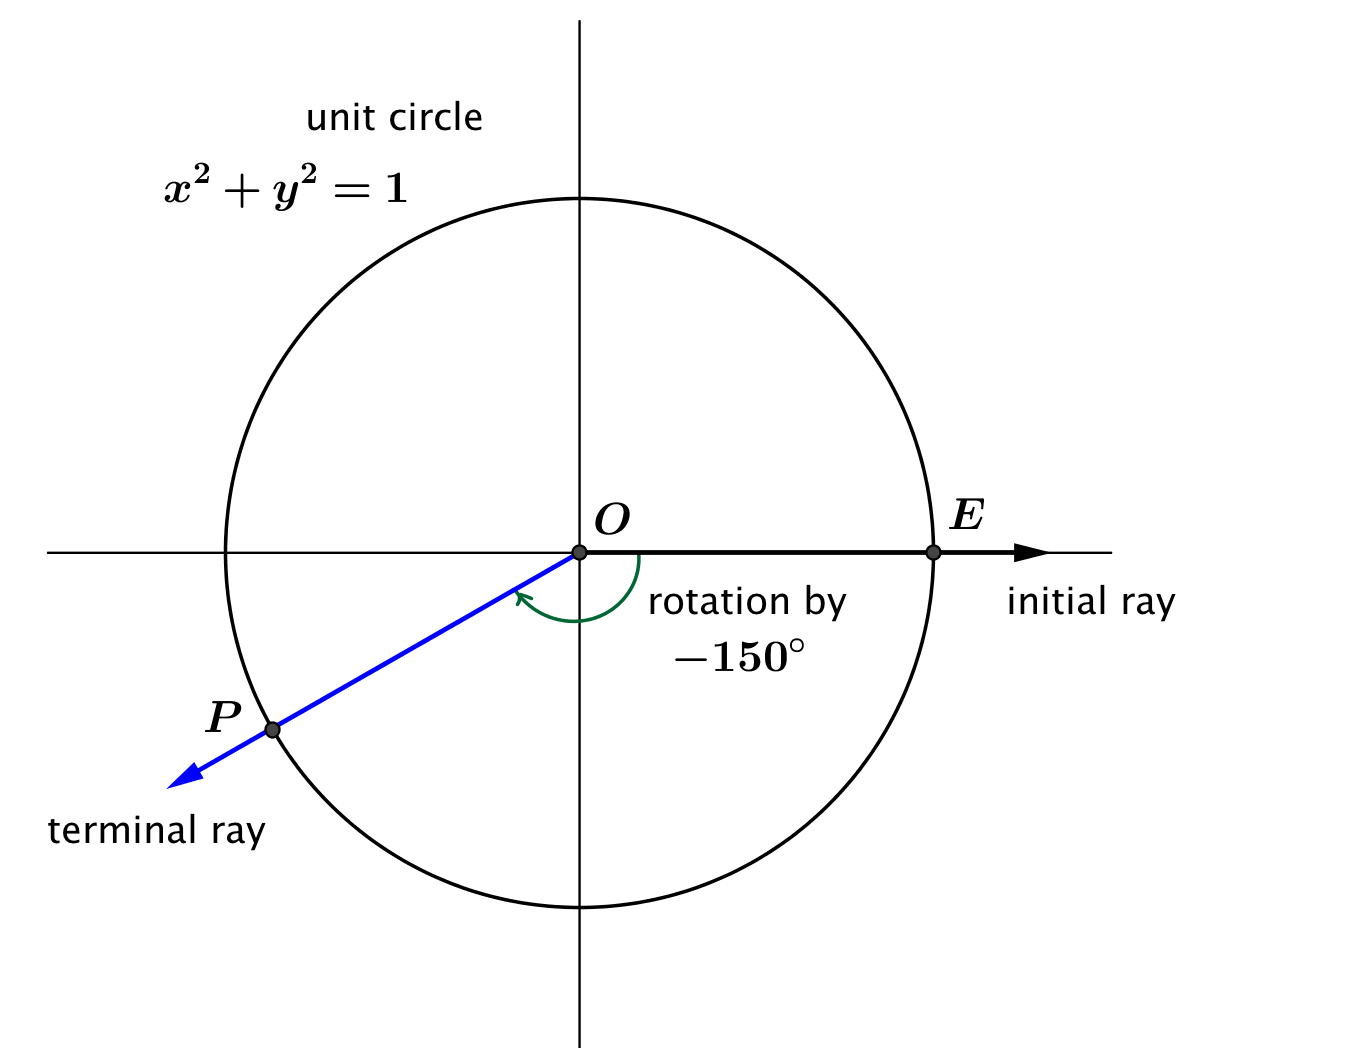 unit circle
x² + y² = 1
O
E
rotation by
−150°
initial ray
P
terminal ray